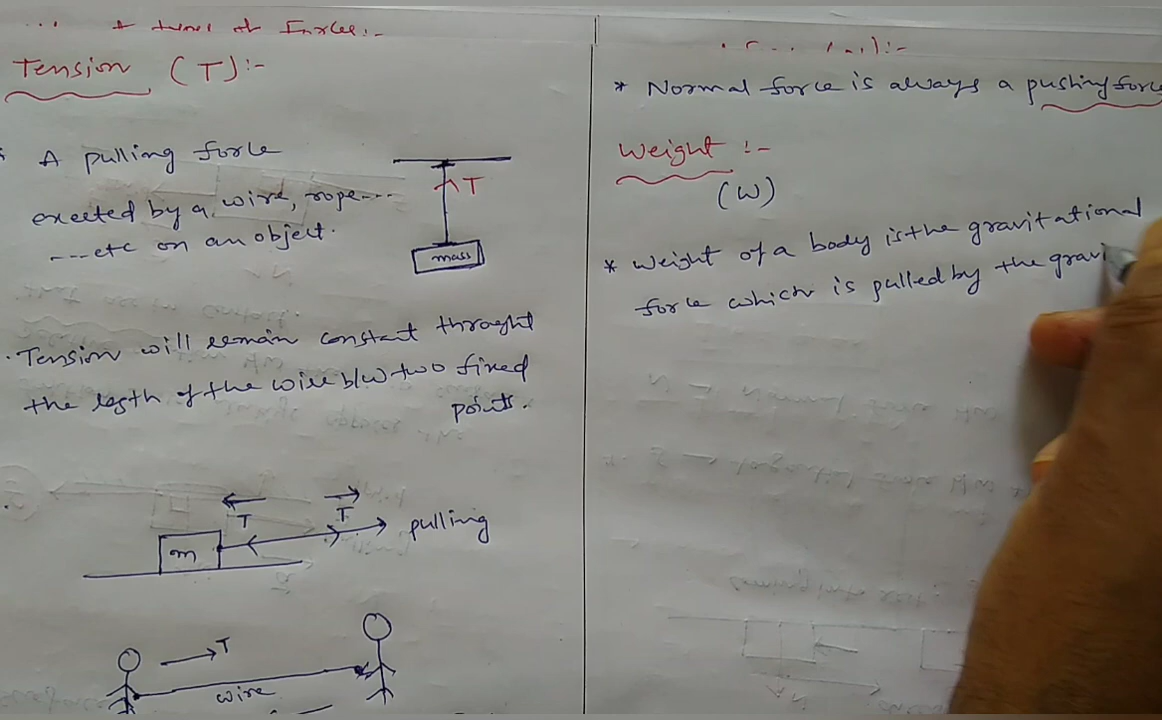 Tension (T):-
A pulling force
exerted by a wire, rope---
---etc on an object.
T
mass
Tension will remain constant throught
the legth of the wire b/w two fixed
points.
T
T
pulling
m
T
wire
* Normal force is always a pushing force
Weight :-
(W)
* Weight of a body is the gravitational
force which is pulled by the gravi